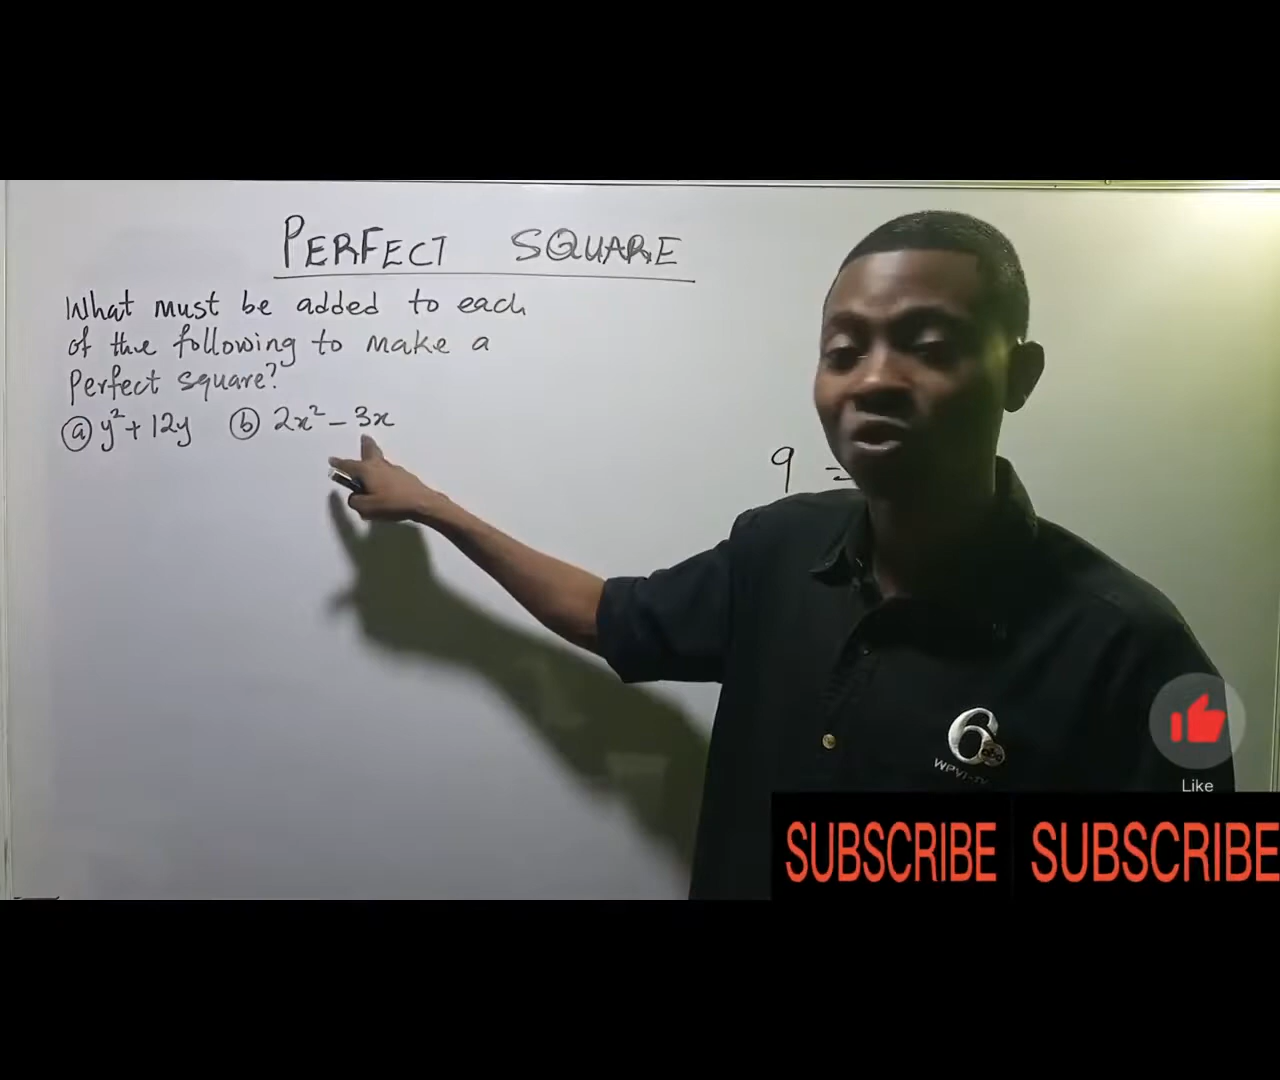 PERFECT SQUARE
What must be added to each
of the following to make a
Perfect square?
ⓐ y² + 12y ⓑ 2x² – 3x
9 =
6
abc
Like
SUBSCRIBE SUBSCRIBE